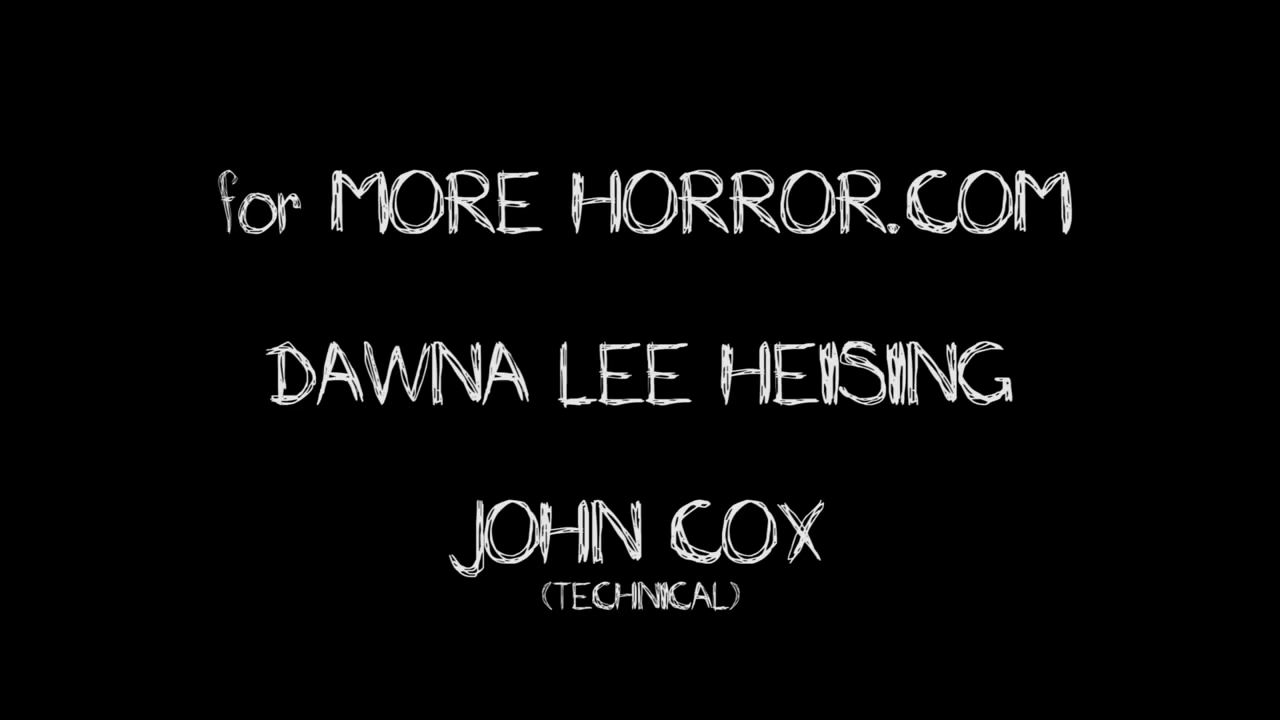 for MORE HORROR.COM
DAWNA LEE HEISING
JOHN COX
(TECHNICAL)